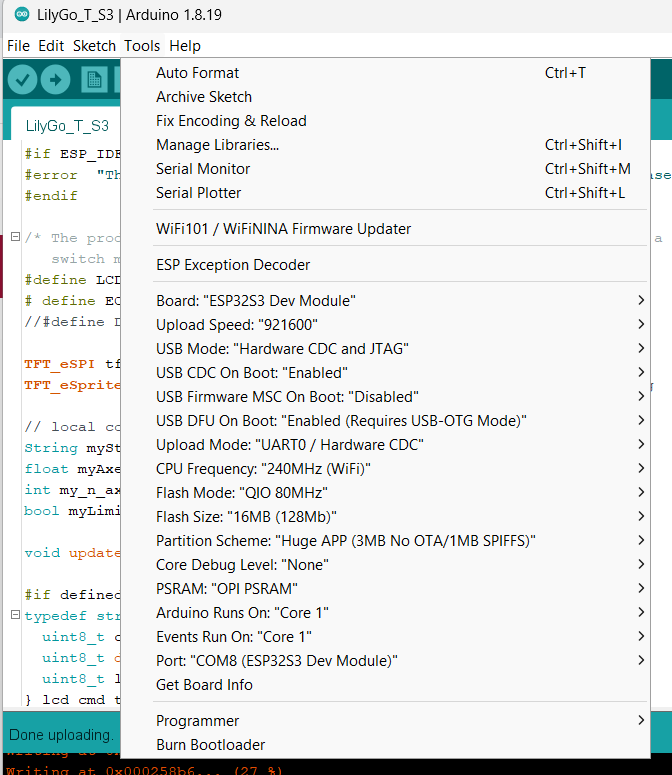 LilyGo_T_S3 | Arduino 1.8.19
File Edit Sketch Tools Help
Auto Format Ctrl+T
Archive Sketch
Fix Encoding & Reload
Manage Libraries... Ctrl+Shift+I
Serial Monitor Ctrl+Shift+M
Serial Plotter Ctrl+Shift+L
WiFi101 / WiFiNINA Firmware Updater
ESP Exception Decoder
Board: "ESP32S3 Dev Module"
Upload Speed: "921600"
USB Mode: "Hardware CDC and JTAG"
USB CDC On Boot: "Enabled"
USB Firmware MSC On Boot: "Disabled"
USB DFU On Boot: "Enabled (Requires USB-OTG Mode)"
Upload Mode: "UART0 / Hardware CDC"
CPU Frequency: "240MHz (WiFi)"
Flash Mode: "QIO 80MHz"
Flash Size: "16MB (128Mb)"
Partition Scheme: "Huge APP (3MB No OTA/1MB SPIFFS)"
Core Debug Level: "None"
PSRAM: "OPI PSRAM"
Arduino Runs On: "Core 1"
Events Run On: "Core 1"
Port: "COM8 (ESP32S3 Dev Module)"
Get Board Info
Programmer
Burn Bootloader
LilyGo_T_S3
#if ESP_IDE
#error "Th
#endif
/* The proc
switch m
#define LCD
# define EC
//#define D
TFT_eSPI tf
TFT_eSprite
// local co
String mySt
float myAxe
int my_n_ax
bool myLimi
void update
#if defined
typedef str
uint8_t c
uint8_t c
uint8_t l
} lcd cmd t
Done uploading.
Writing at 0x000258b6... (27 %)